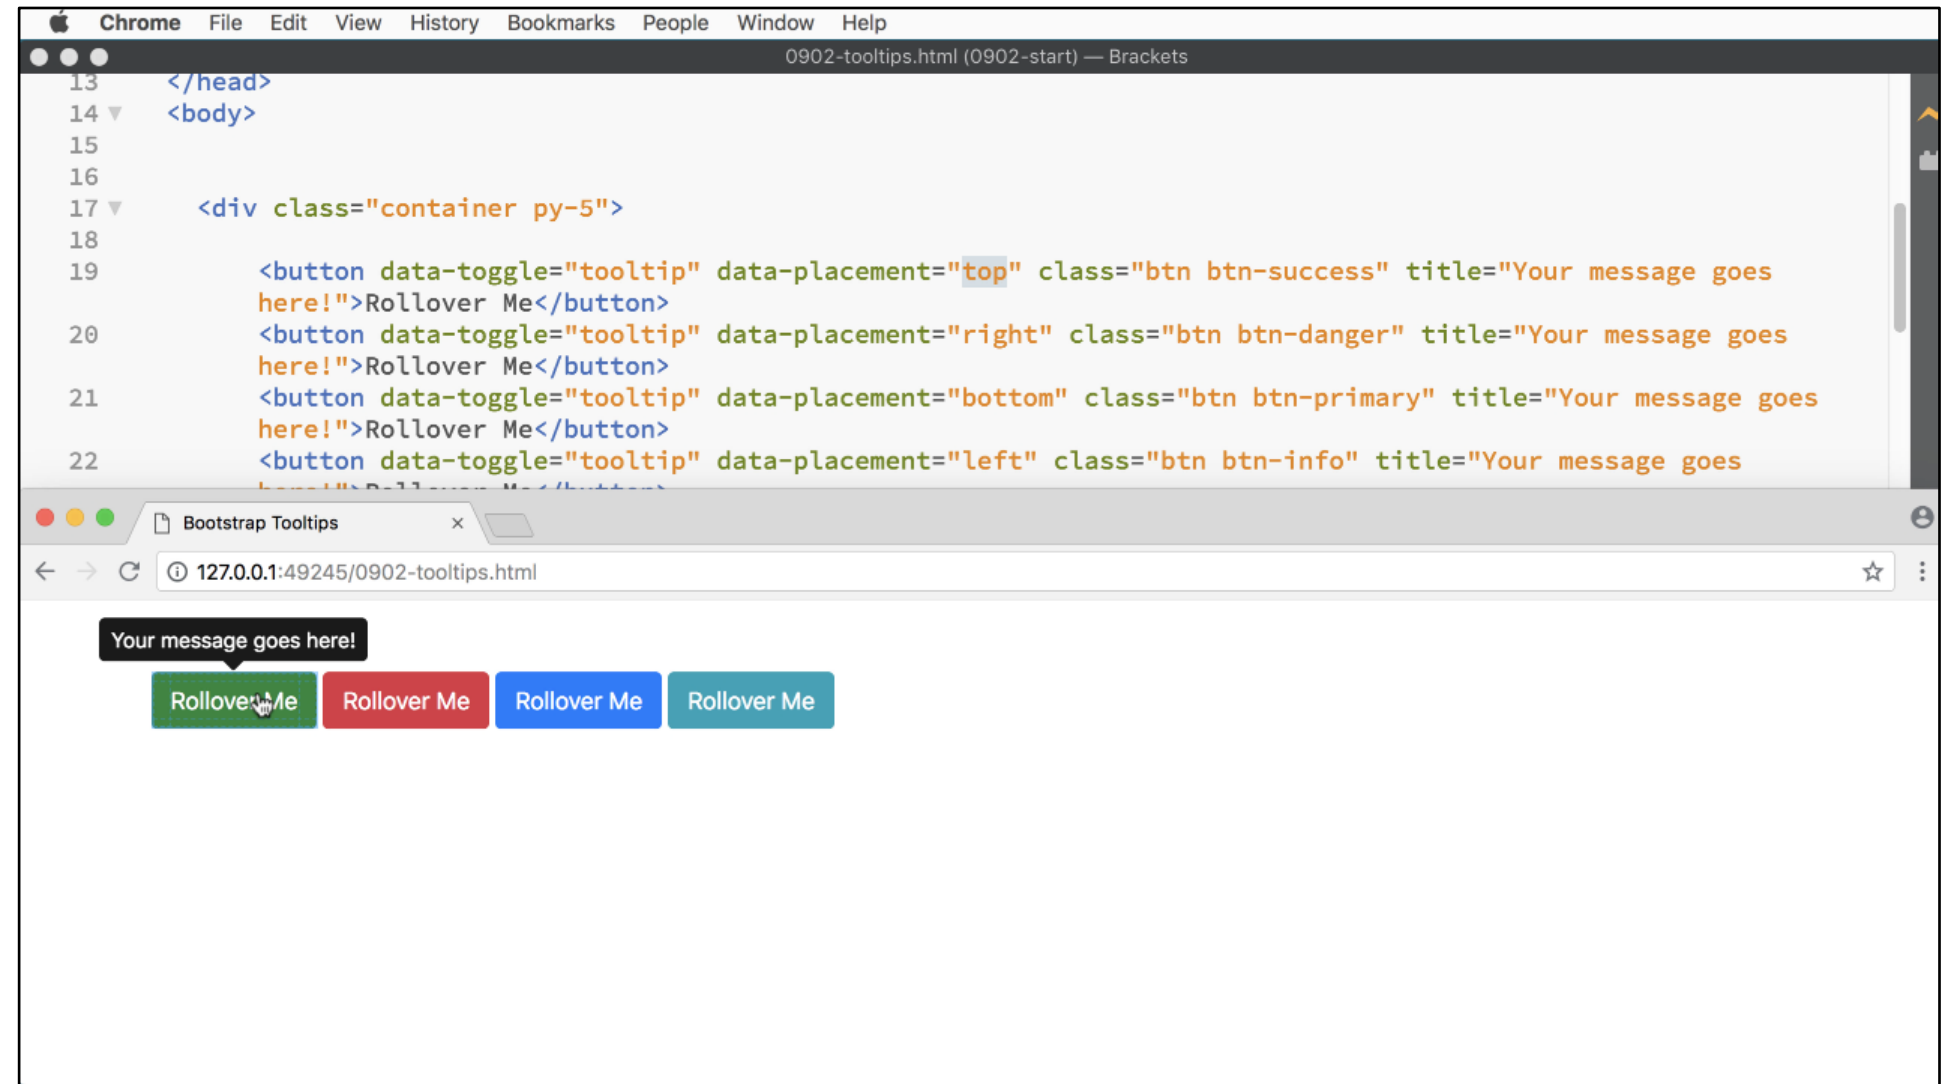 Chrome File Edit View History Bookmarks People Window Help
0902-tooltips.html (0902-start) — Brackets
13 </head>
14 <body>
15
16
17 <div class="container py-5">
18
19 <button data-toggle="tooltip" data-placement="top" class="btn btn-success" title="Your message goes
here!">Rollover Me</button>
20 <button data-toggle="tooltip" data-placement="right" class="btn btn-danger" title="Your message goes
here!">Rollover Me</button>
21 <button data-toggle="tooltip" data-placement="bottom" class="btn btn-primary" title="Your message goes
here!">Rollover Me</button>
22 <button data-toggle="tooltip" data-placement="left" class="btn btn-info" title="Your message goes
here!">Rollover Me</button>
Bootstrap Tooltips
127.0.0.1:49245/0902-tooltips.html
Your message goes here!
Rollover Me Rollover Me Rollover Me Rollover Me